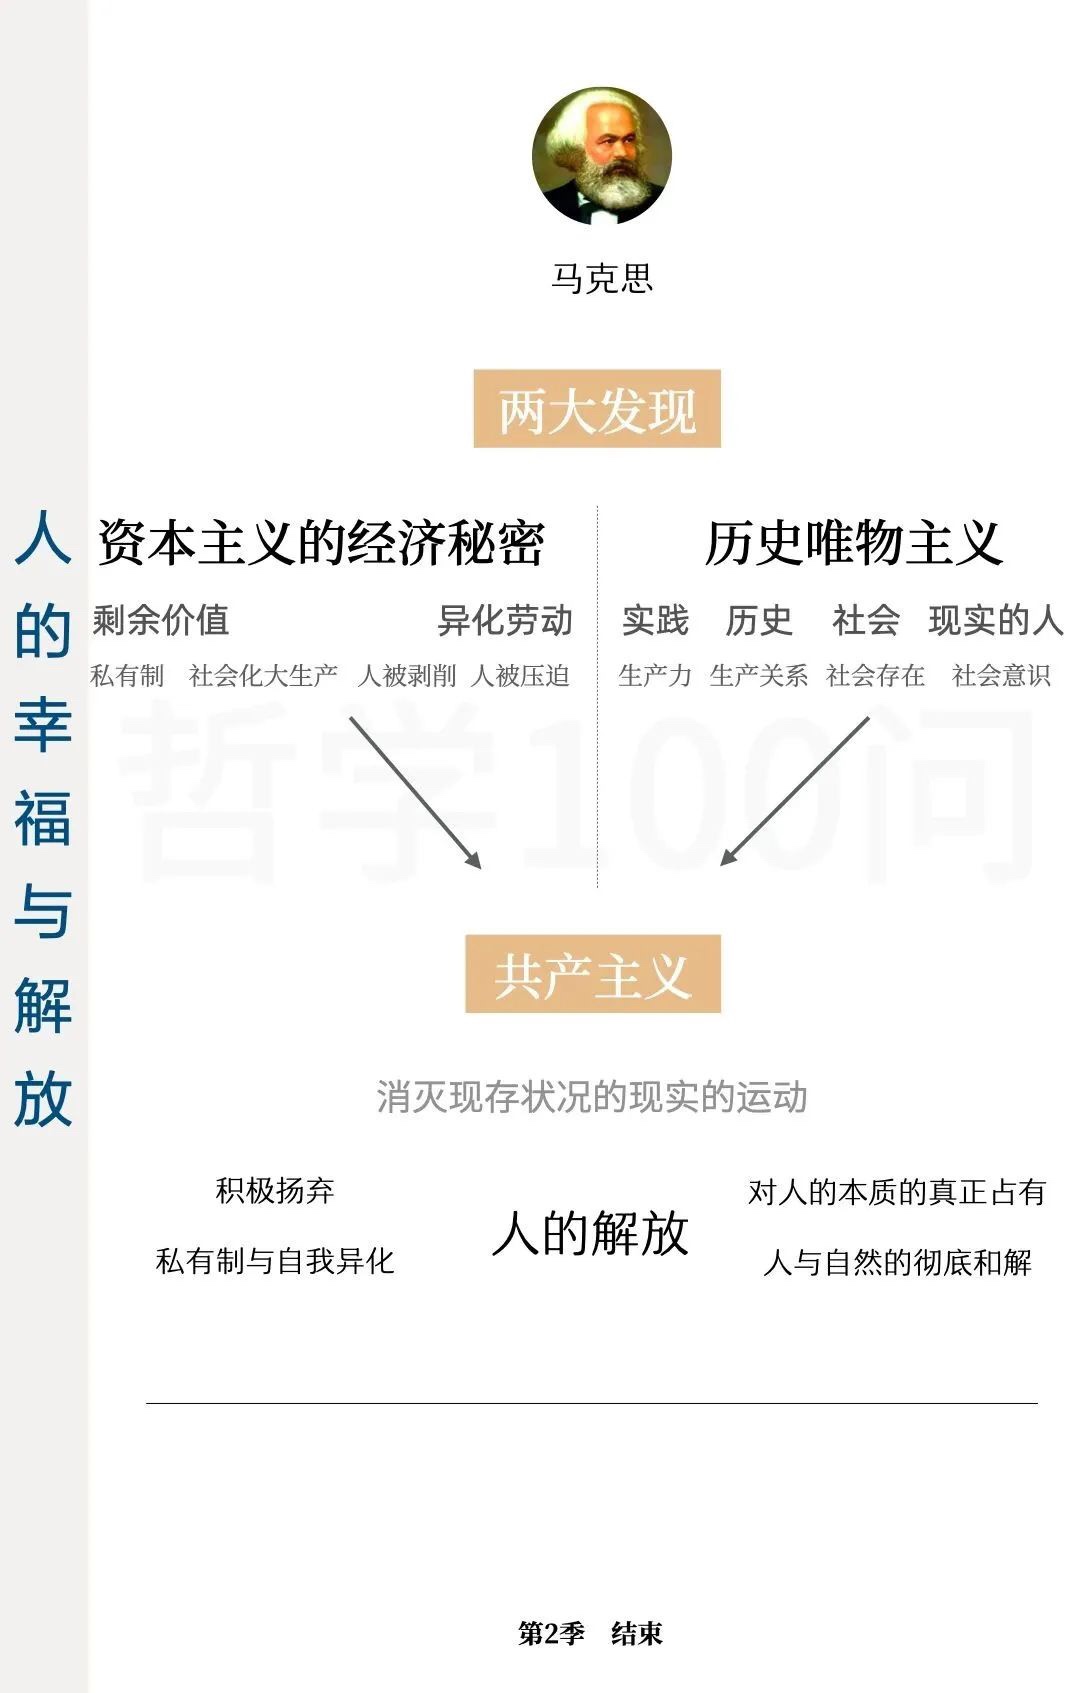 马克思
两大发现
人的幸福与解放
资本主义的经济秘密
剩余价值 异化劳动
私有制 社会化大生产 人被剥削 人被压迫
历史唯物主义
实践 历史 社会 现实的人
生产力 生产关系 社会存在 社会意识
哲学100问
共产主义
消灭现存状况的现实的运动
积极扬弃
私有制与自我异化
人的解放
对人的本质的真正占有
人与自然的彻底和解
第2季 结束